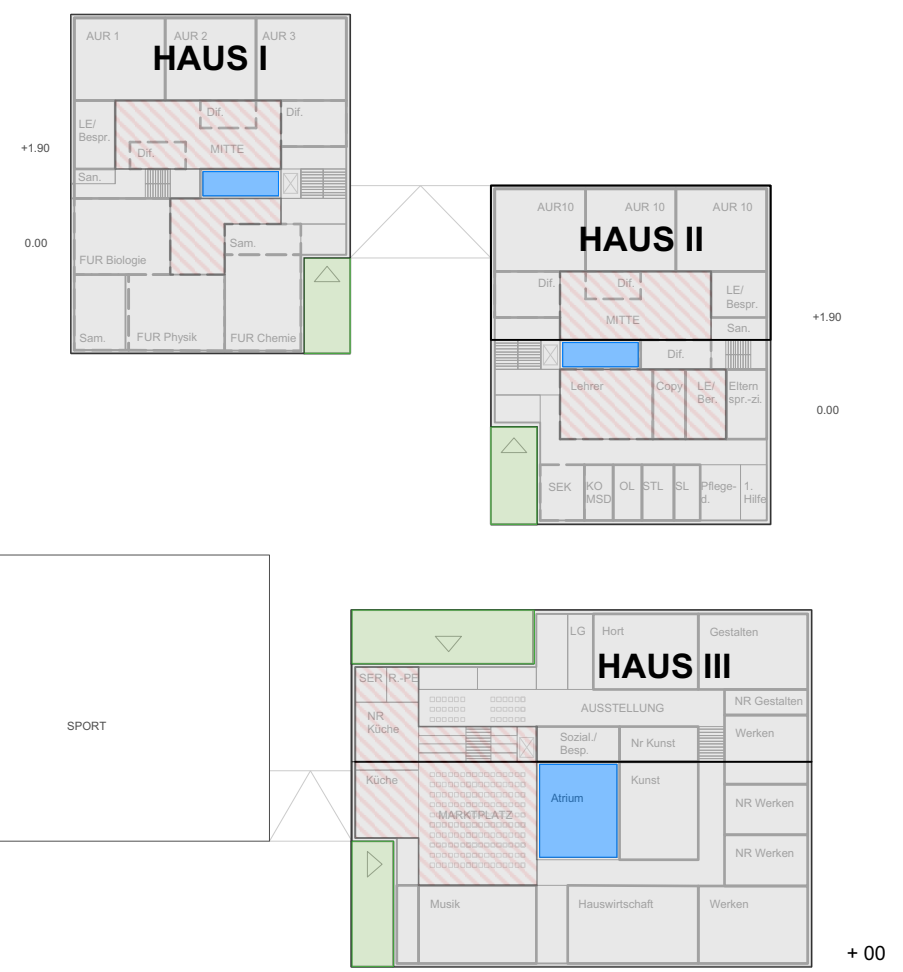 AUR 1
AUR 2
AUR 3
HAUS I
LE/
Bespr.
Dif.
Dif.
Dif.
MITTE
+1.90
San.
0.00
FUR Biologie
Sam.
Sam.
FUR Physik
FUR Chemie
AUR10
AUR 10
AUR 10
HAUS II
Dif.
Dif.
LE/
Bespr.
MITTE
San.
+1.90
Dif.
Lehrer
Copy
LE/
Ber.
Eltern
spr.-zi.
0.00
SEK
KO
MSD
OL
STL
SL
Pflege-
d.
1.
Hilfe
SPORT
LG
Hort
Gestalten
HAUS III
SER
R.-PE
NR
Küche
AUSSTELLUNG
NR Gestalten
Sozial./
Besp.
Nr Kunst
Werken
Küche
MARKTPLATZ
Atrium
Kunst
NR Werken
NR Werken
Musik
Hauswirtschaft
Werken
+ 00